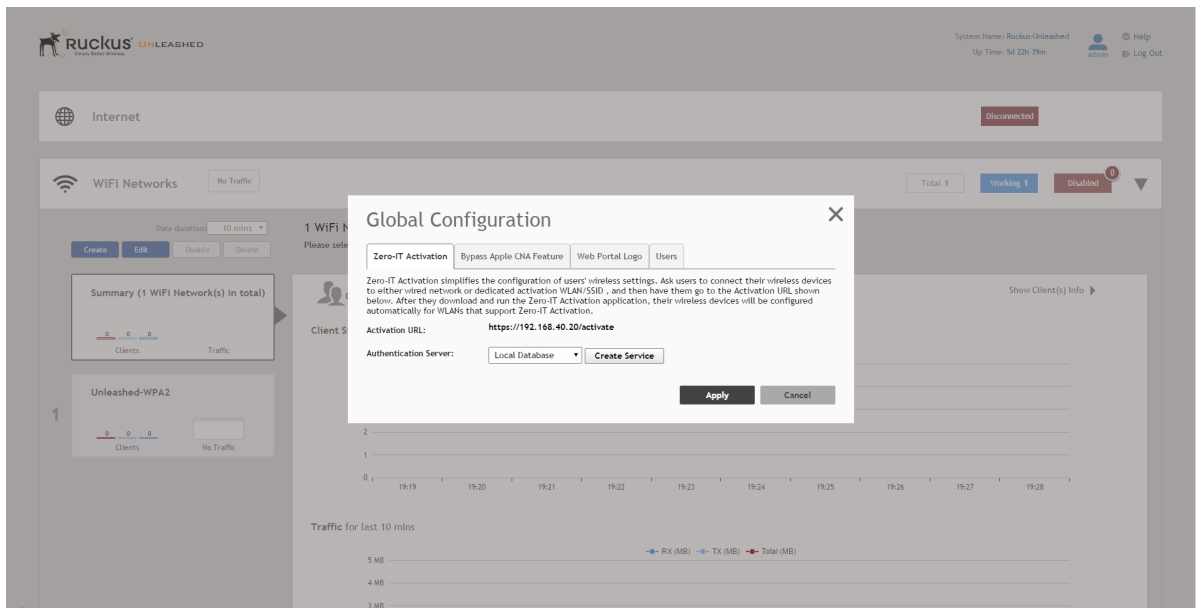 RUCKUS UNLEASHED
Simply Better Wireless.
System Name: Ruckus-Unleashed
Up Time: 5d 22h 39m
admin
Help
Log Out
Internet
Disconnected
WiFi Networks
No Traffic
Total 1
Working 1
Disabled
0
Data duration: 10 mins
Create
Edit
Disable
Delete
1 WiFi N
Please sele
Summary (1 WiFi Network(s) in total)
0 0 0
Clients
Traffic
1
Unleashed-WPA2
0 0 0
Clients
No Traffic
Global Configuration
Zero-IT Activation
Bypass Apple CNA Feature
Web Portal Logo
Users
Zero-IT Activation simplifies the configuration of users' wireless settings. Ask users to connect their wireless devices
to either wired network or dedicated activation WLAN/SSID , and then have them go to the Activation URL shown
below. After they download and run the Zero-IT Activation application, their wireless devices will be configured
automatically for WLANs that support Zero-IT Activation.
Activation URL: https://192.168.40.20/activate
Authentication Server: Local Database
Create Service
Apply
Cancel
Show Client(s) Info
Client S
2
1
0
19:19 19:20 19:21 19:22 19:23 19:24 19:25 19:26 19:27 19:28
Traffic for last 10 mins
RX (MB) TX (MB) Total (MB)
5 MB
4 MB
3 MB